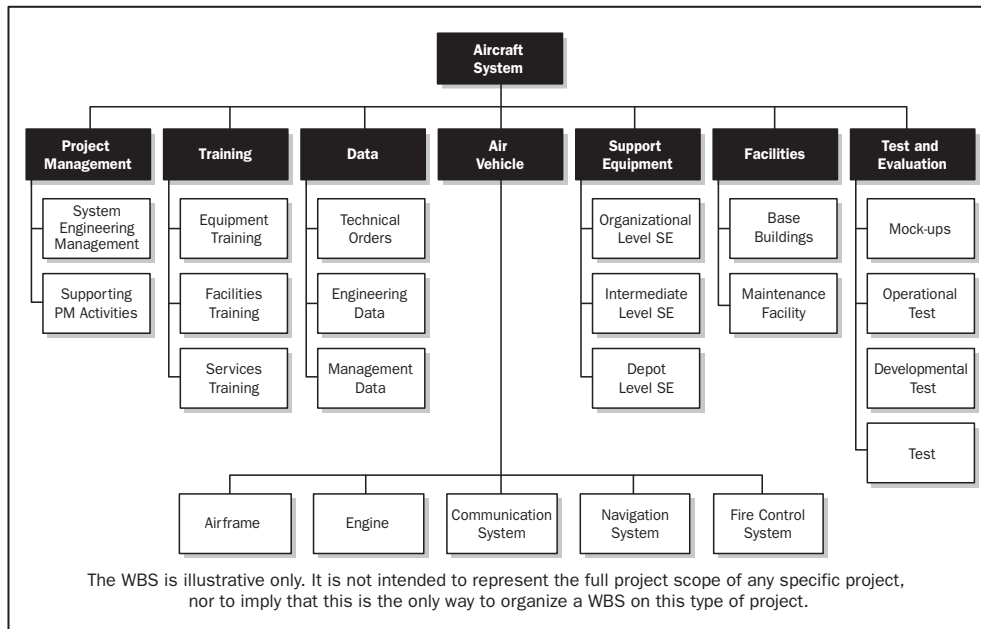 Aircraft
System
Project
Management
Training
Data
Air
Vehicle
Support
Equipment
Facilities
Test and
Evaluation
System
Engineering
Management
Supporting
PM Activities
Equipment
Training
Facilities
Training
Services
Training
Technical
Orders
Engineering
Data
Management
Data
Organizational
Level SE
Intermediate
Level SE
Depot
Level SE
Base
Buildings
Maintenance
Facility
Mock-ups
Operational
Test
Developmental
Test
Test
Airframe
Engine
Communication
System
Navigation
System
Fire Control
System
The WBS is illustrative only. It is not intended to represent the full project scope of any specific project,
nor to imply that this is the only way to organize a WBS on this type of project.